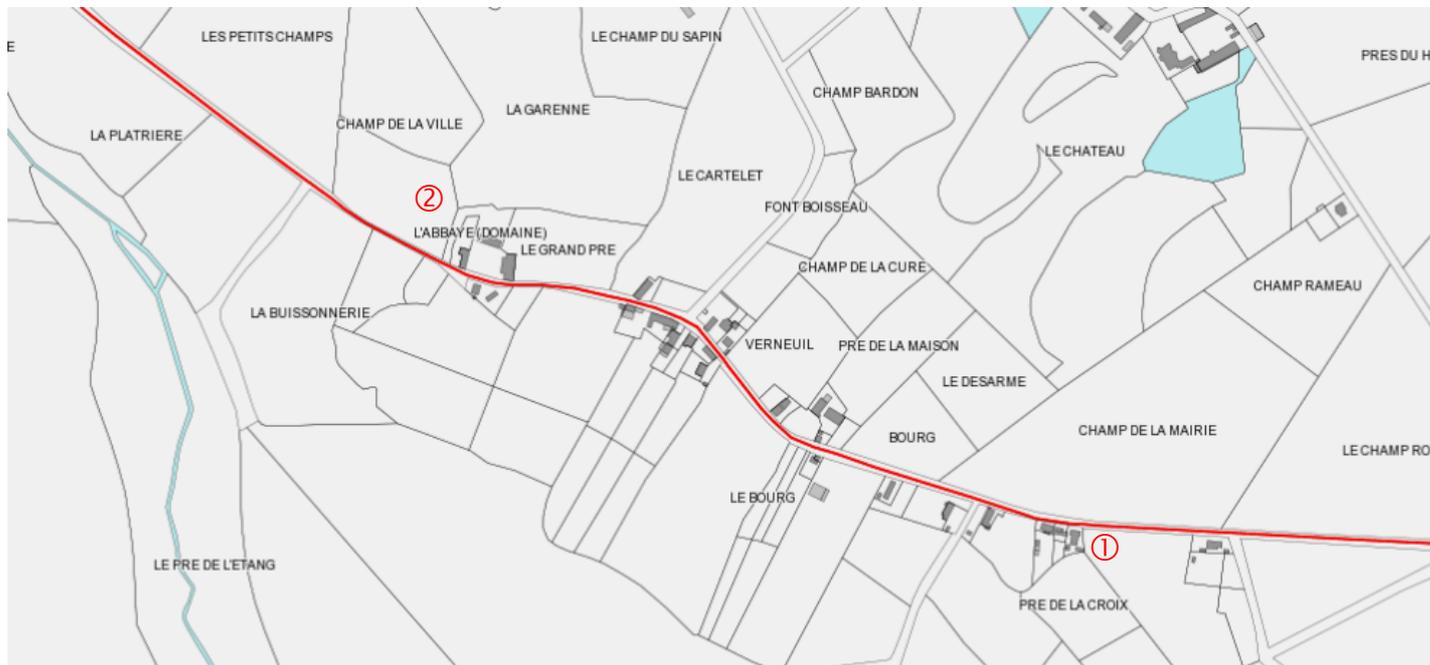 LES PETITS CHAMPS
LE CHAMP DU SAPIN
E
PRES DU H
CHAMP BARDON
LA GARENNE
CHAMP DE LA VILLE
LA PLATRIERE
LE CHATEAU
LE CARTELET
②
FONT BOISSEAU
L'ABBAYE (DOMAINE)
LE GRAND PRE
CHAMP DE LA CURE
CHAMP RAMEAU
LA BUISSONNERIE
VERNEUIL
PRE DE LA MAISON
LE DESARME
CHAMP DE LA MAIRIE
BOURG
LE CHAMP RO
LE BOURG
①
LE PRE DE L'ETANG
PRE DE LA CROIX